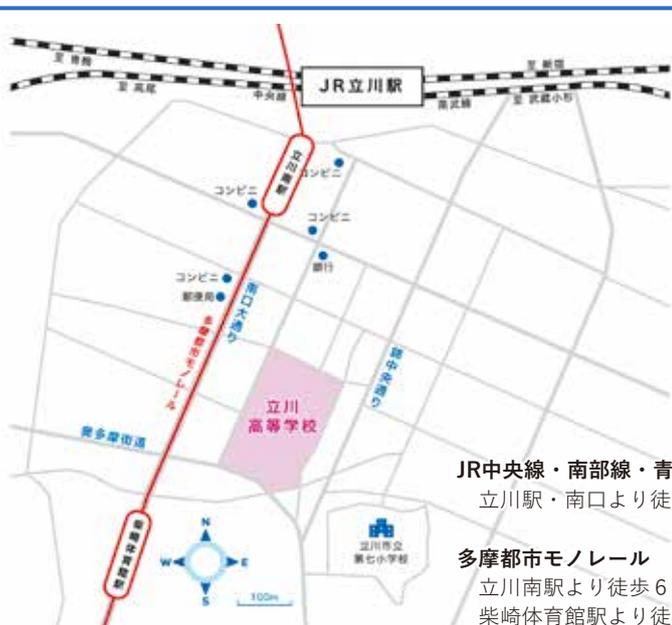 至 青梅
至 高尾
中央線
JR立川駅
至 新宿
南武線
至 武蔵小杉
立川南駅
コンビニ
コンビニ
コンビニ
銀行
コンビニ
郵便局
南口大通り
多摩都市モノレール
錦中央通り
立川
高等学校
奥多摩街道
柴崎体育館駅
N
W
E
S
100m
立川市立
第七小学校
JR中央線・南部線・青
立川駅・南口より徒
多摩都市モノレール
立川南駅より徒歩6
柴崎体育館駅より徒